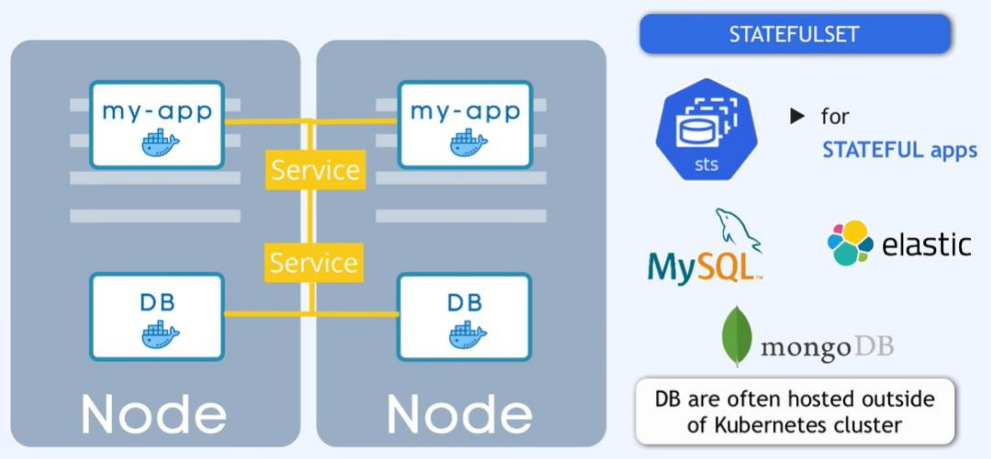 my-app
my-app
Service
Service
DB
DB
Node
Node
STATEFULSET
sts
for
STATEFUL apps
MySQL™
elastic
mongoDB
DB are often hosted outside
of Kubernetes cluster